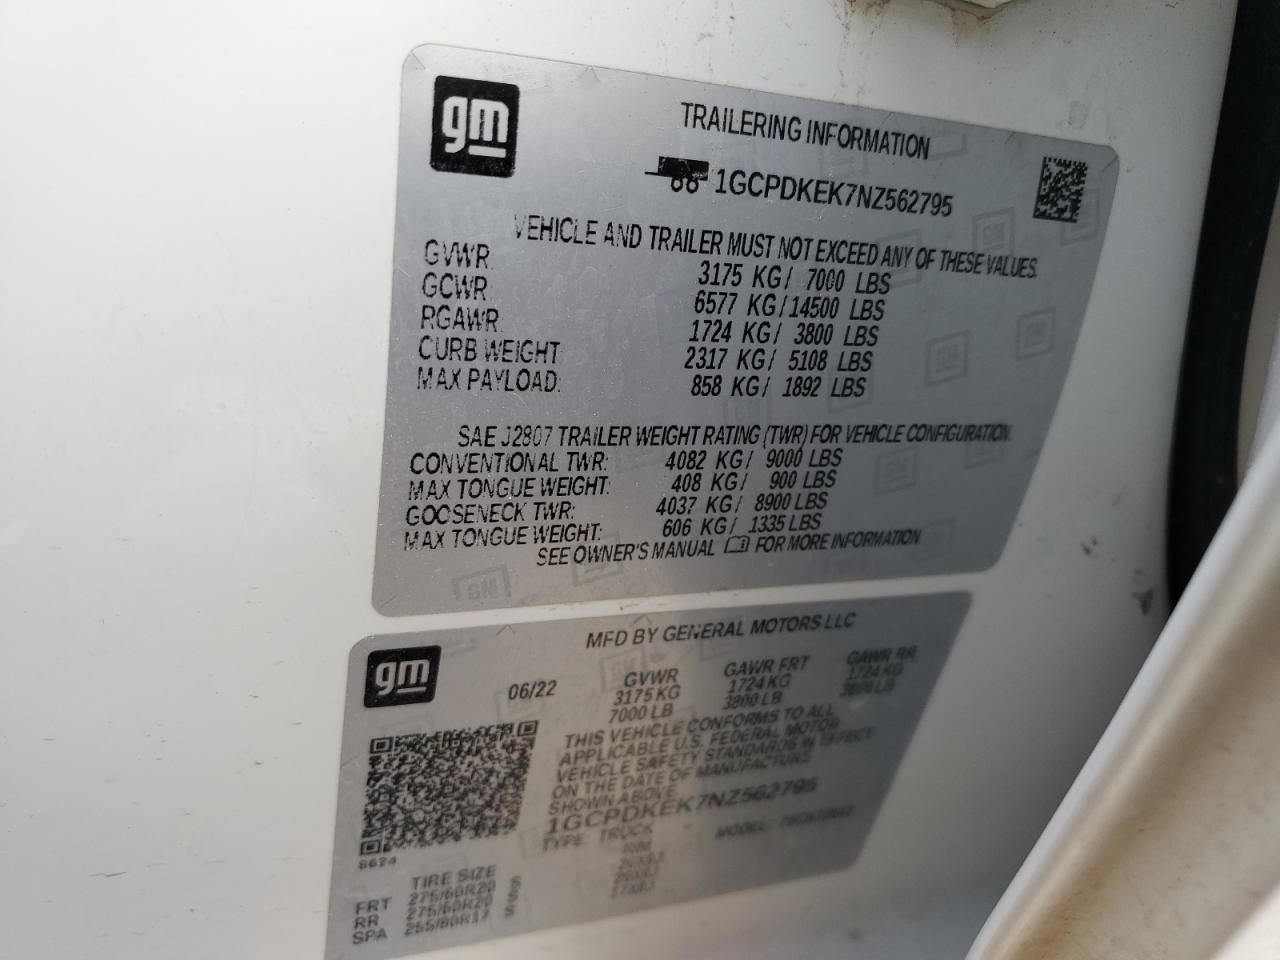 gm
TRAILERING INFORMATION
1GCPDKEK7NZ562795
VEHICLE AND TRAILER MUST NOT EXCEED ANY OF THESE VALUES.
GVWR: 3175 KG/ 7000 LBS
GCWR: 6577 KG/14500 LBS
RGAWR: 1724 KG/ 3800 LBS
CURB WEIGHT: 2317 KG/ 5108 LBS
MAX PAYLOAD: 858 KG/ 1892 LBS
SAE J2807 TRAILER WEIGHT RATING (TWR) FOR VEHICLE CONFIGURATION.
CONVENTIONAL TWR: 4082 KG/ 9000 LBS
MAX TONGUE WEIGHT: 408 KG/ 900 LBS
GOOSENECK TWR: 4037 KG/ 8900 LBS
MAX TONGUE WEIGHT: 606 KG/ 1335 LBS
SEE OWNER'S MANUAL FOR MORE INFORMATION
gm
MFD BY GENERAL MOTORS LLC
06/22
GVWR GAWR FRT GAWR RR
3175 KG 1724 KG 1724 KG
7000 LB 3800 LB 3800 LB
THIS VEHICLE CONFORMS TO ALL
APPLICABLE U.S. FEDERAL MOTOR
VEHICLE SAFETY STANDARDS IN EFFECT
ON THE DATE OF MANUFACTURE
SHOWN ABOVE.
1GCPDKEK7NZ562795
TYPE: TRUCK MODEL:
8624
TIRE SIZE RIM
FRT 275/60R20 S
RR 275/60R20 S
SPA 255/80R17 S